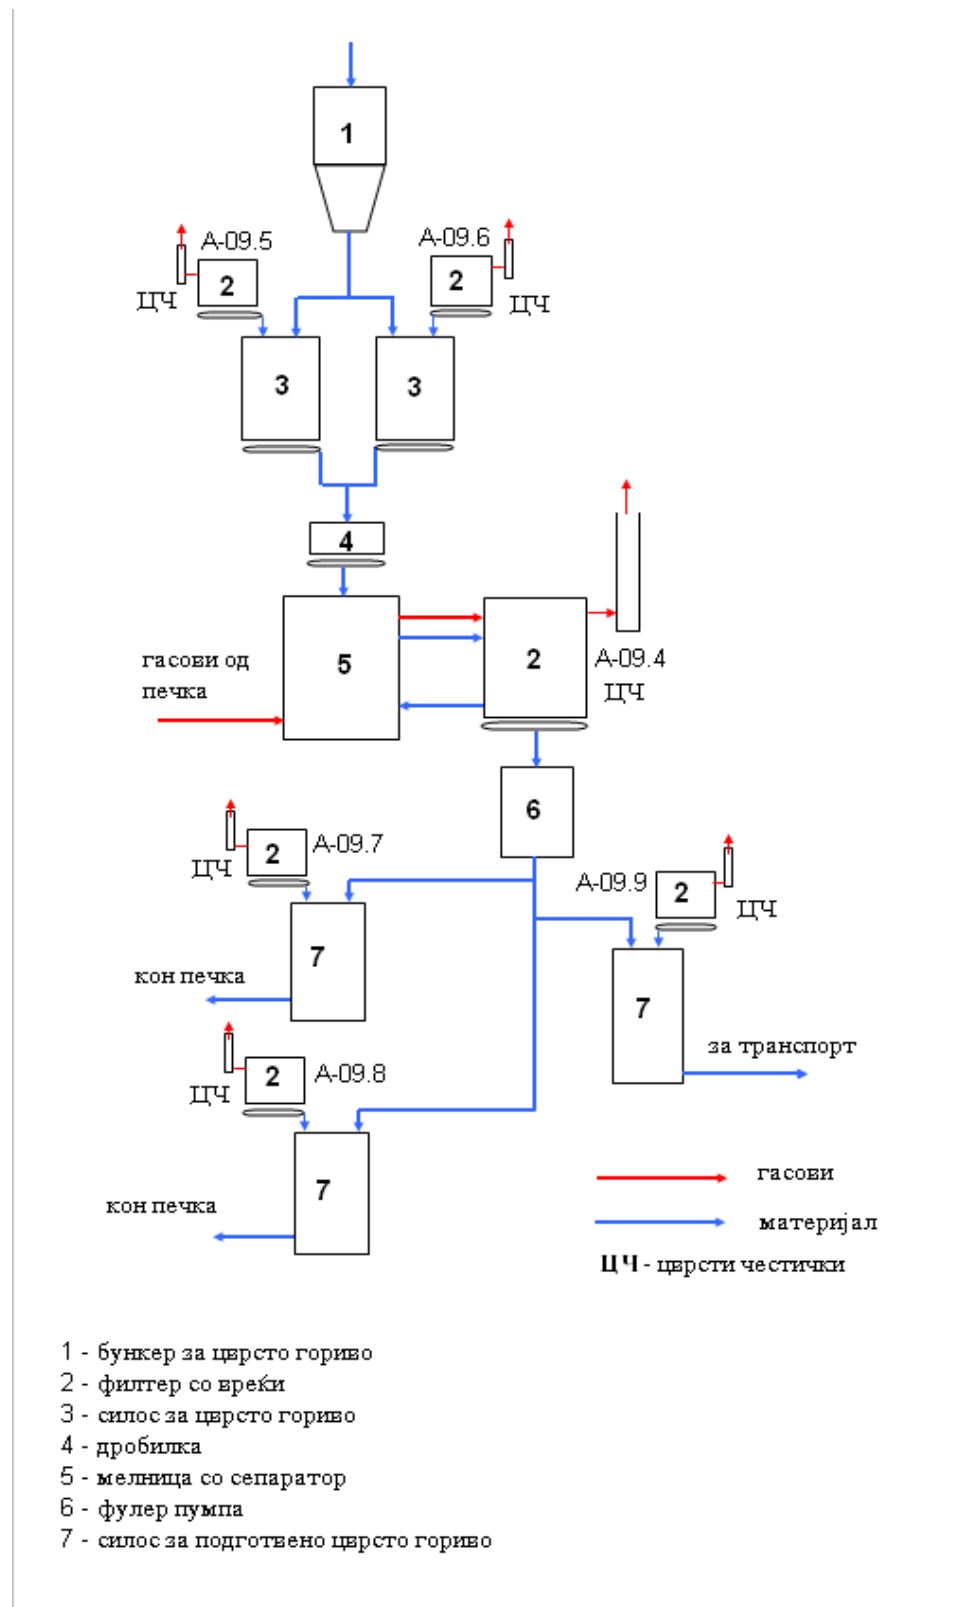 1
А-09.5
А-09.6
2
2
ЦЧ
ЦЧ
3
3
4
гасови од
печка
5
2
А-09.4
ЦЧ
6
2
А-09.7
ЦЧ
А-09.9
2
ЦЧ
7
кон печка
7
за транспорт
2
А-09.8
ЦЧ
7
кон печка
гасови
материјал
ЦЧ - цврсти честички
1 - бункер за цврсто гориво
2 - филтер со вреќи
3 - силос за цврсто гориво
4 - дробилка
5 - мелница со сепаратор
6 - фулер пумпа
7 - силос за подготвено цврсто гориво